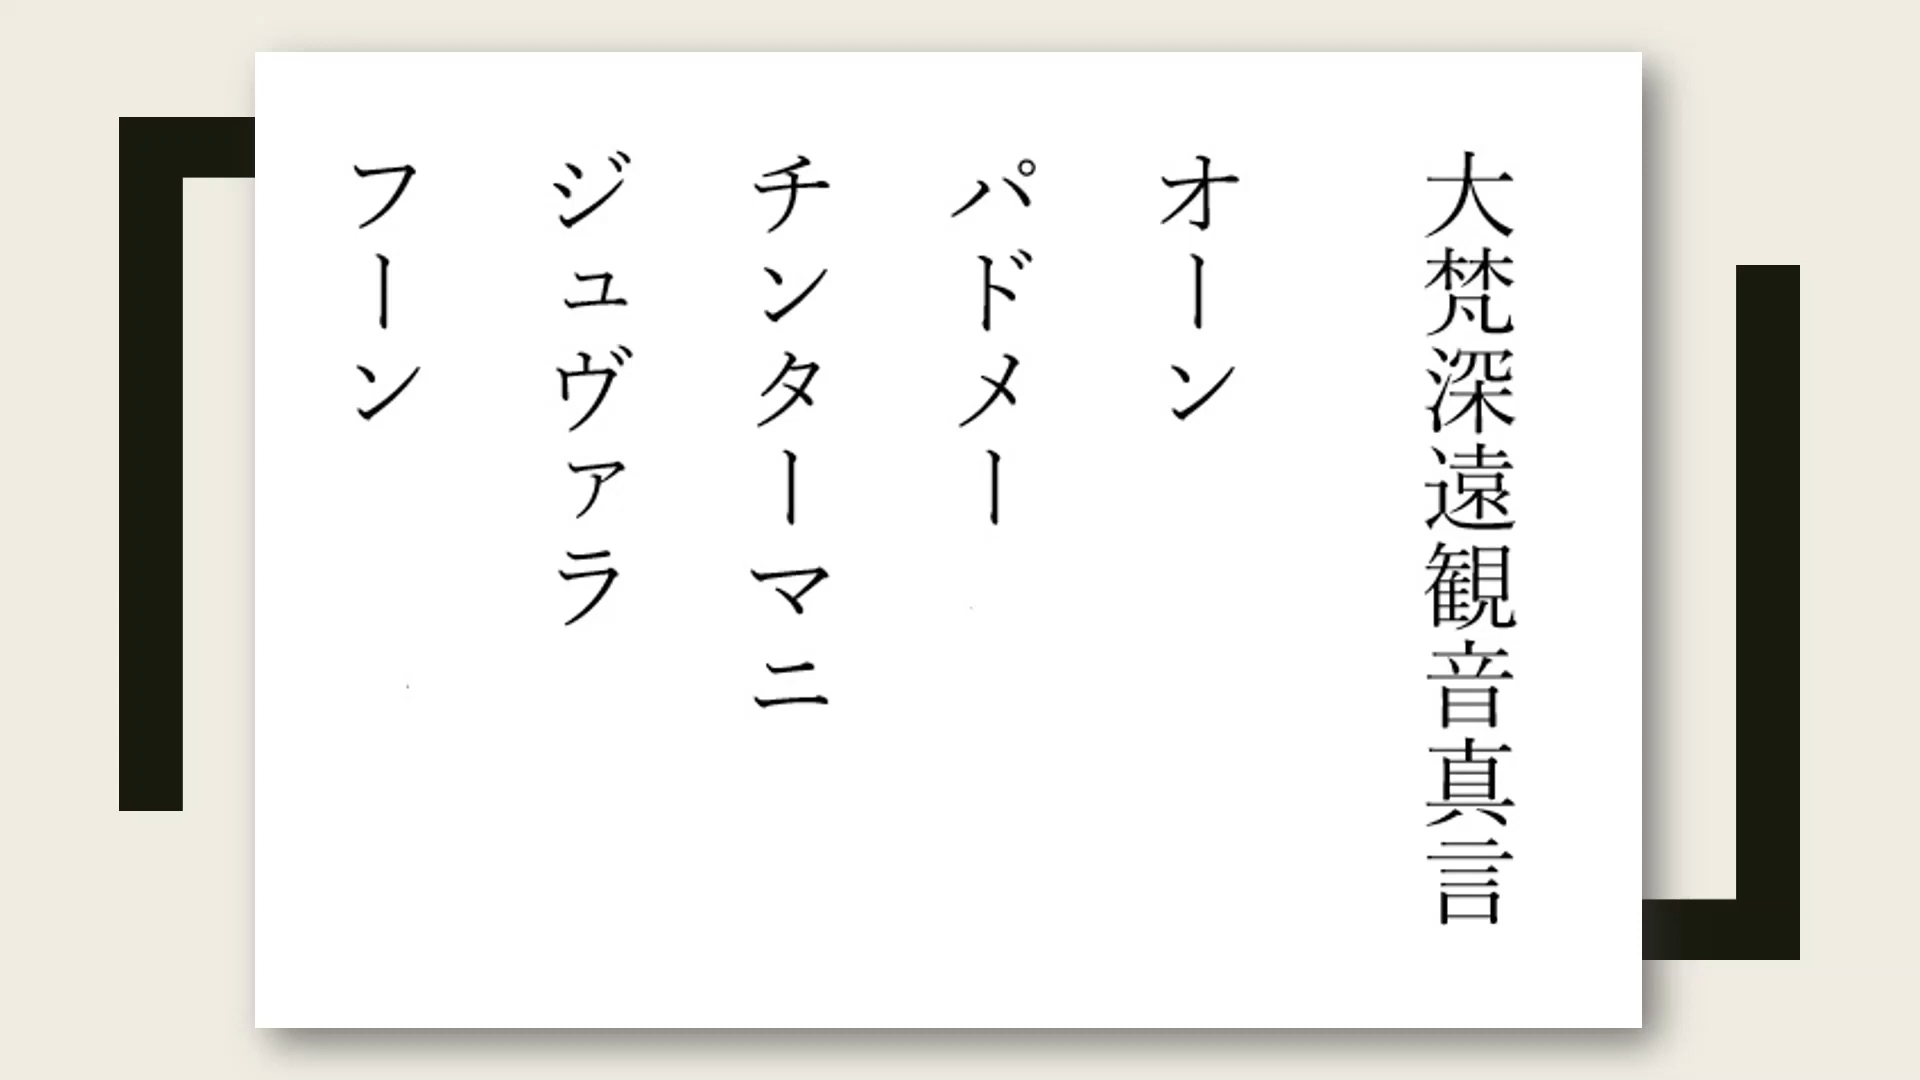 大梵深遠観音真言
オーン
パドメー
チンターマニ
ジュヴァラ
フーン